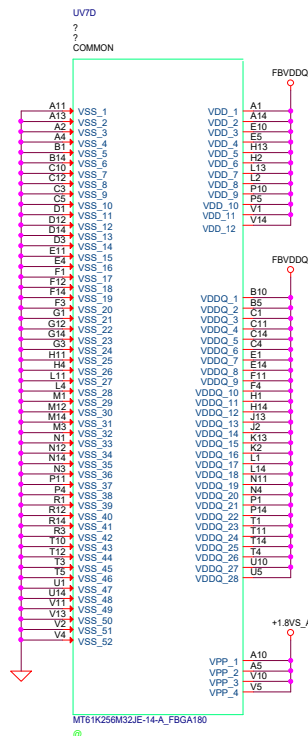 UV7D
?
?
COMMON
A11 VSS_1
A13 VSS_2
A2 VSS_3
A4 VSS_4
B1 VSS_5
B14 VSS_6
C10 VSS_7
C12 VSS_8
C3 VSS_9
C5 VSS_10
D1 VSS_11
D12 VSS_12
D14 VSS_13
D3 VSS_14
E11 VSS_15
E4 VSS_16
F1 VSS_17
F12 VSS_18
F14 VSS_19
F3 VSS_20
G1 VSS_21
G12 VSS_22
G14 VSS_23
G3 VSS_24
H11 VSS_25
H4 VSS_26
L11 VSS_27
L4 VSS_28
M1 VSS_29
M12 VSS_30
M14 VSS_31
M3 VSS_32
N1 VSS_33
N12 VSS_34
N14 VSS_35
N3 VSS_36
P11 VSS_37
P4 VSS_38
R1 VSS_39
R12 VSS_40
R14 VSS_41
R3 VSS_42
T10 VSS_43
T12 VSS_44
T3 VSS_45
T5 VSS_46
U1 VSS_47
U14 VSS_48
V11 VSS_49
V13 VSS_50
V2 VSS_51
V4 VSS_52
FBVDDQ
VDD_1 A1
VDD_2 A14
VDD_3 E10
VDD_4 E5
VDD_5 H13
VDD_6 H2
VDD_7 L13
VDD_8 L2
VDD_9 P10
VDD_10 P5
VDD_11 V1
VDD_12 V14
FBVDDQ
VDDQ_1 B10
VDDQ_2 B5
VDDQ_3 C1
VDDQ_4 C11
VDDQ_5 C14
VDDQ_6 C4
VDDQ_7 E1
VDDQ_8 E14
VDDQ_9 F11
VDDQ_10 F4
VDDQ_11 H1
VDDQ_12 H14
VDDQ_13 J13
VDDQ_14 J2
VDDQ_15 K13
VDDQ_16 K2
VDDQ_17 L1
VDDQ_18 L14
VDDQ_19 N11
VDDQ_20 N4
VDDQ_21 P1
VDDQ_22 P14
VDDQ_23 T1
VDDQ_24 T11
VDDQ_25 T14
VDDQ_26 T4
VDDQ_27 U10
VDDQ_28 U5
+1.8VS_A
VPP_1 A10
VPP_2 A5
VPP_3 V10
VPP_4 V5
MT61K256M32JE-14-A_FBGA180
@